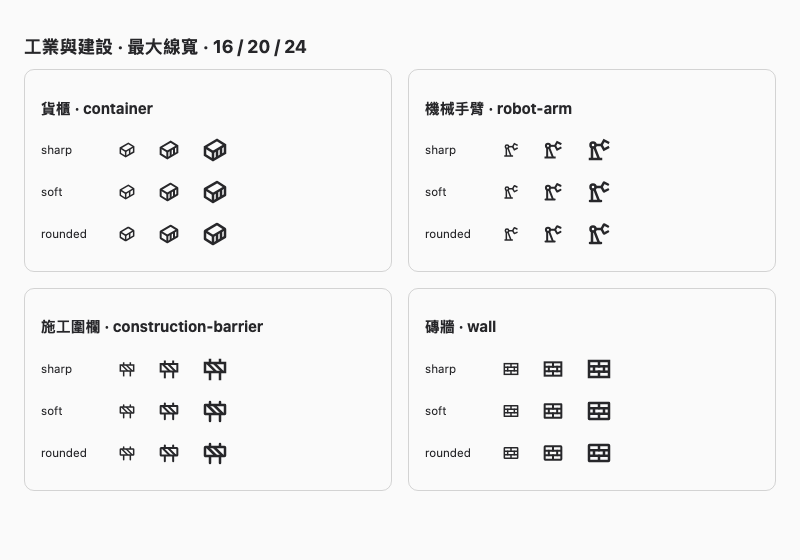 工業與建設 · 最大線寬 · 16 / 20 / 24
貨櫃 · container
sharp
soft
rounded
機械手臂 · robot-arm
sharp
soft
rounded
施工圍欄 · construction-barrier
sharp
soft
rounded
磚牆 · wall
sharp
soft
rounded